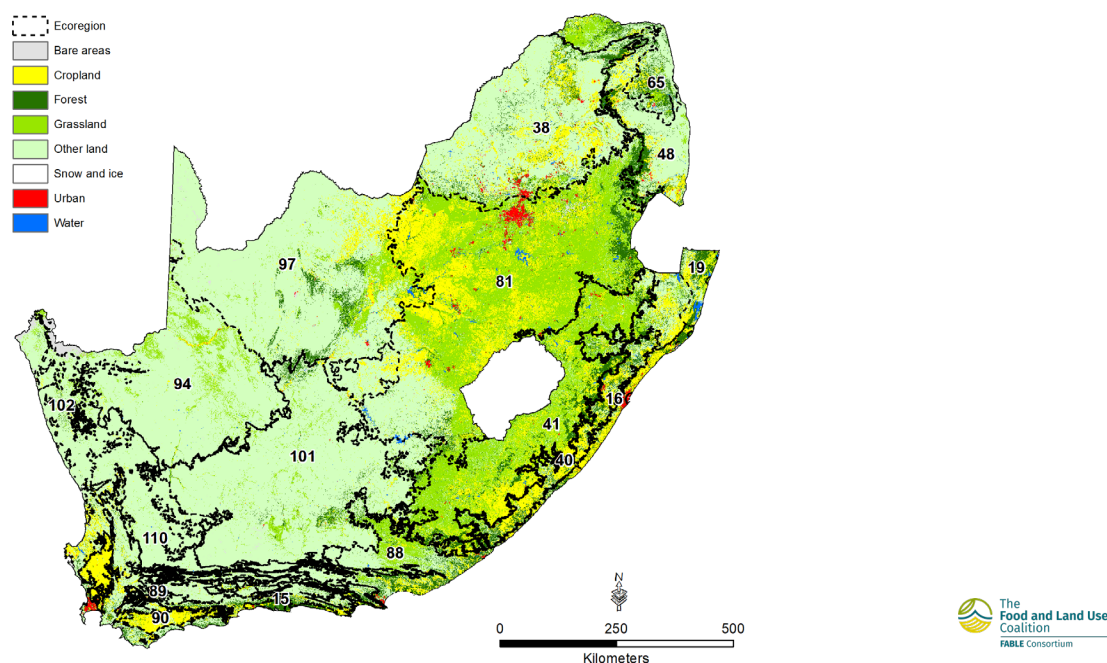 Ecoregion
Bare areas
Cropland
Forest
Grassland
Other land
Snow and ice
Urban
Water
65
38
48
97
19
81
94
102
16
41
101
40
110
88
89
15
90
N
0 250 500
Kilometers
The
Food and Land Use
Coalition
FABLE Consortium